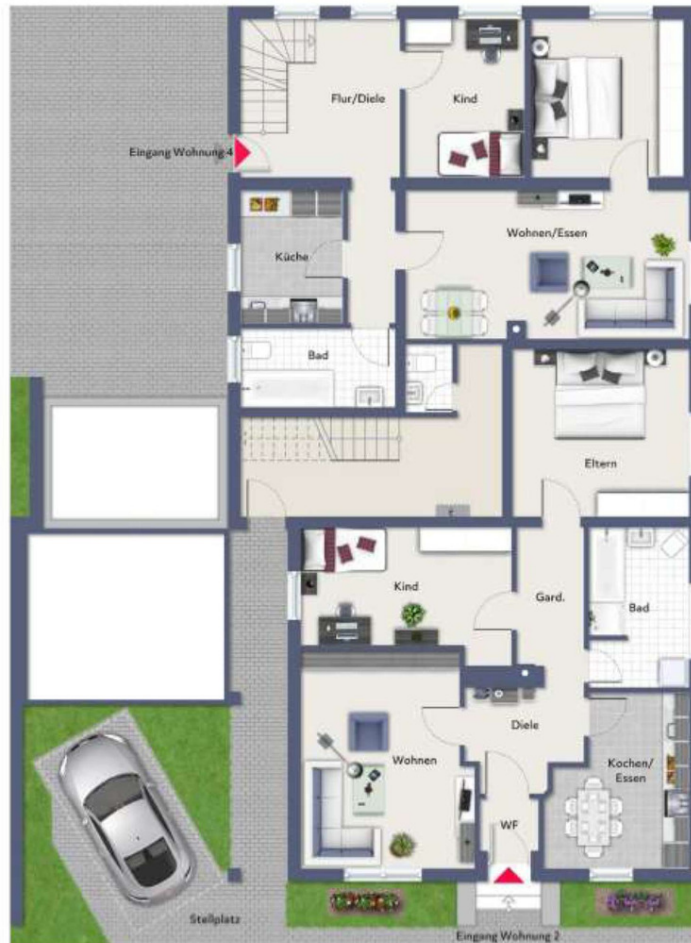 Flur/Diele
Kind
Eingang Wohnung 4
Wohnen/Essen
Küche
Bad
Eltern
Kind
Gard.
Bad
Diele
Wohnen
Kochen/
Essen
WF
Stellplatz
Eingang Wohnung 2